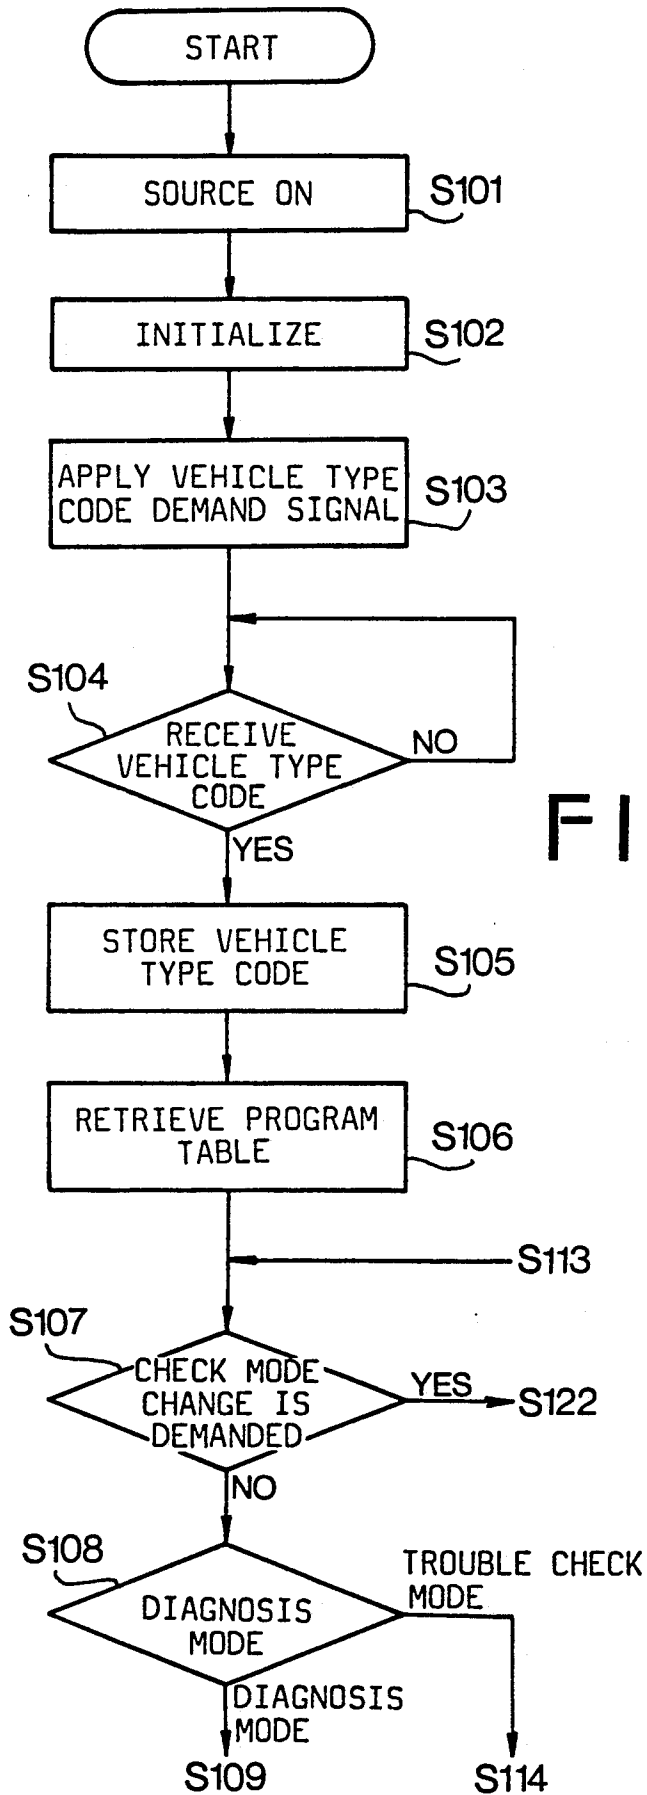 START
SOURCE ON
S101
INITIALIZE
S102
APPLY VEHICLE TYPE
CODE DEMAND SIGNAL
S103
S104
RECEIVE
VEHICLE TYPE
CODE
NO
YES
FI
STORE VEHICLE
TYPE CODE
S105
RETRIEVE PROGRAM
TABLE
S106
S113
S107
CHECK MODE
CHANGE IS
DEMANDED
YES
S122
NO
S108
DIAGNOSIS
MODE
TROUBLE CHECK
MODE
DIAGNOSIS
MODE
S109
S114